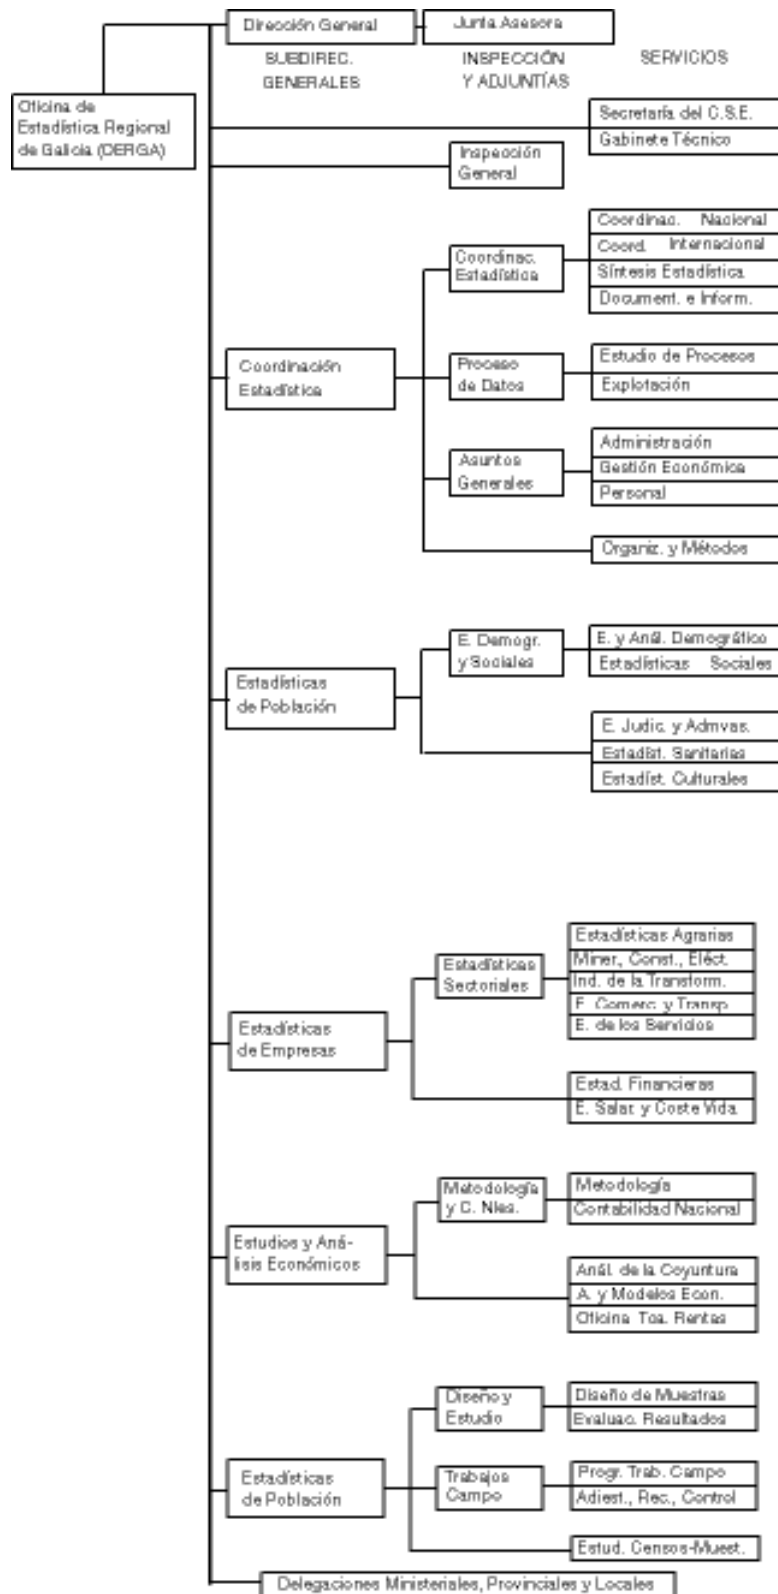 Dirección General
Junta Asesora
SUBDIREC.
GENERALES
INSPECCIÓN
Y ADJUNTÍAS
SERVICIOS
Oficina de
Estadística Regional
de Galicia (OERGA)
Secretaría del C.S.E.
Gabinete Técnico
Inspección
General
Coordinac. Nacional
Coord. Internacional
Síntesis Estadística
Document. e Inform.
Coordinac.
Estadística
Coordinación
Estadística
Proceso
de Datos
Estudio de Procesos
Explotación
Asuntos
Generales
Administración
Gestión Económica
Personal
Organiz. y Métodos
E. Demogr.
y Sociales
E. y Anál. Demográfico
Estadísticas Sociales
Estadísticas
de Población
E. Judic. y Admvas.
Estadíst. Sanitarias
Estadíst. Culturales
Estadísticas
Sectoriales
Estadísticas Agrarias
Miner., Const., Eléct.
Ind. de la Transform.
E. Comerc. y Transp.
E. de los Servicios
Estadísticas
de Empresas
Estad. Financieras
E. Salar. y Coste Vida
Metodología
y C. Nles.
Metodología
Contabilidad Nacional
Estudios y Aná-
lisis Económicos
Anál. de la Coyuntura
A. y Modelos Econ.
Oficina Tca. Rentas
Diseño y
Estudio
Diseño de Muestras
Evaluac. Resultados
Estadísticas
de Población
Trabajos
Campo
Progr. Trab. Campo
Adiest., Rec., Control
Estud. Censos-Muest.
Delegaciones Ministeriales, Provinciales y Locales